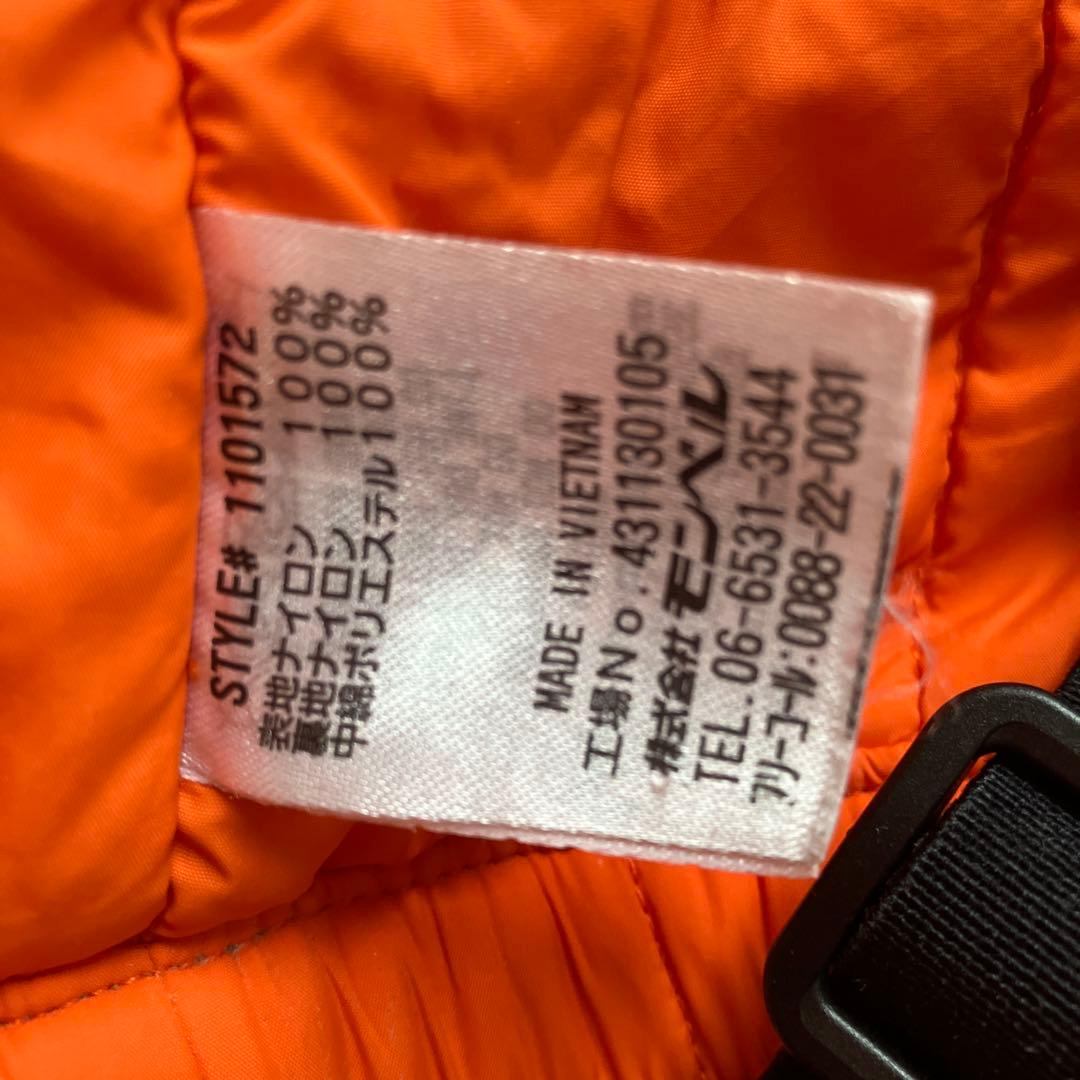 STYLE# 1101572
表地ナイロン 100%
裏地ナイロン 100%
中綿ポリエステル100%
MADE IN VIETNAM
工場No.43113O105
株式会社モンベル
TEL.06-6531-3544
フリーコール:0088-22-0031